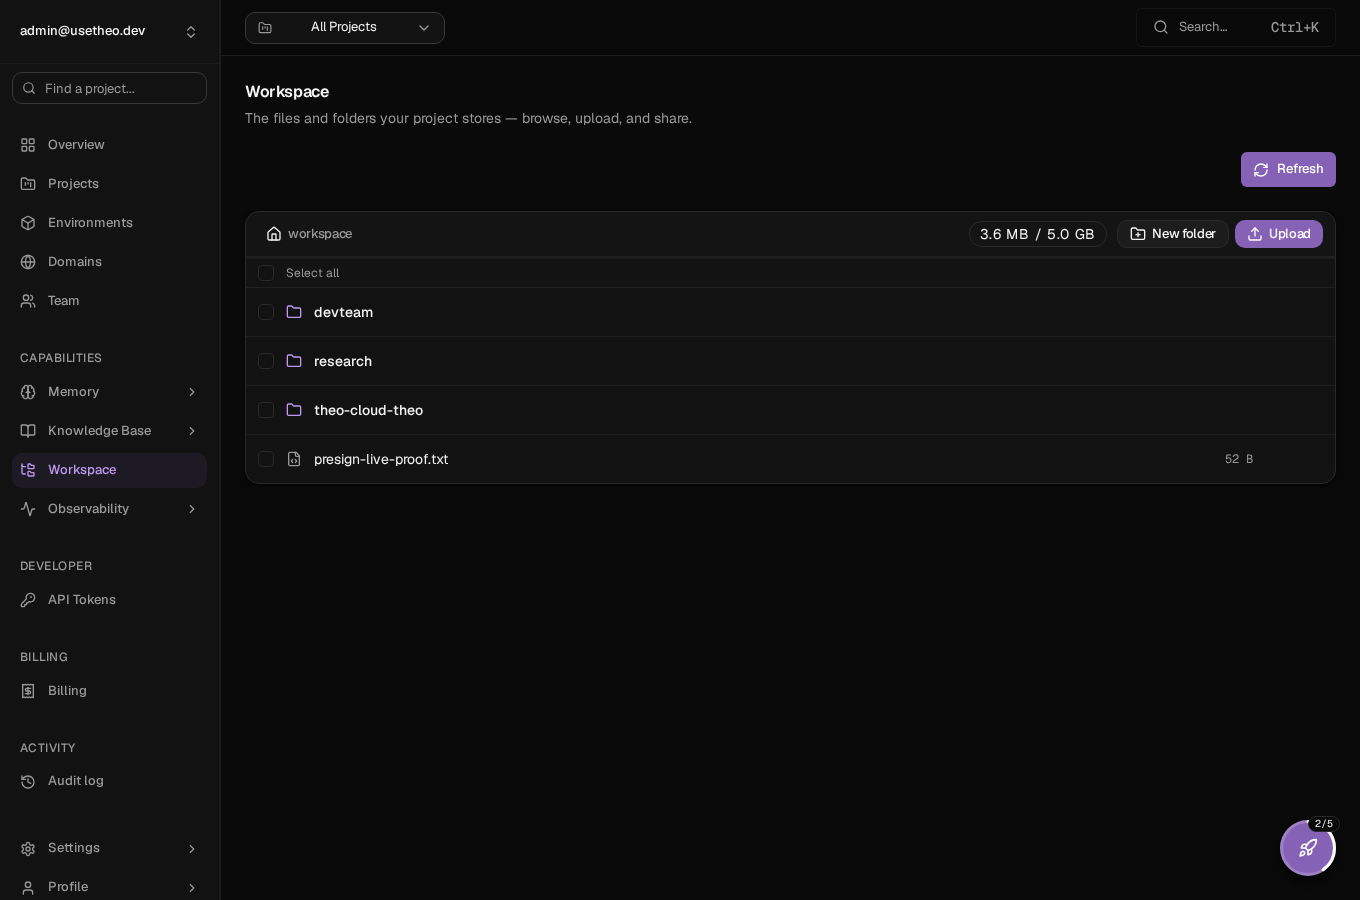 admin@usetheo.dev
All Projects
Search...
Ctrl+K
Find a project...
Overview
Projects
Environments
Domains
Team
CAPABILITIES
Memory
Knowledge Base
Workspace
Observability
DEVELOPER
API Tokens
BILLING
Billing
ACTIVITY
Audit log
Settings
Profile
Workspace
The files and folders your project stores — browse, upload, and share.
Refresh
workspace
3.6 MB / 5.0 GB
New folder
Upload
Select all
devteam
research
theo-cloud-theo
presign-live-proof.txt
52 B
2/5